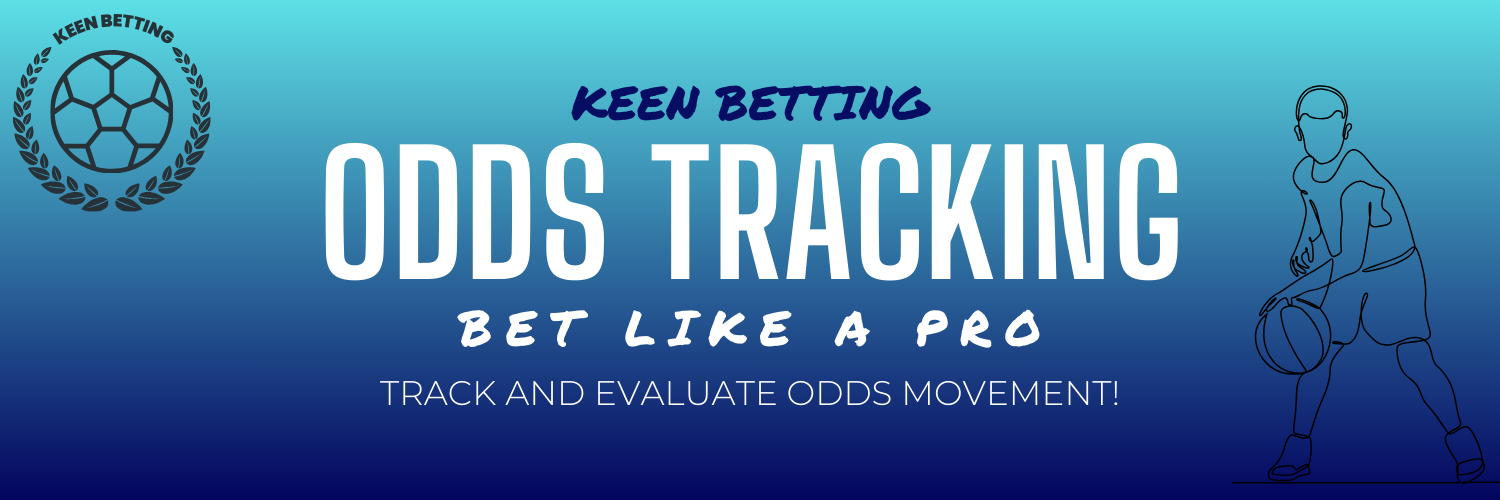 KEEN BETTING
KEEN BETTING
ODDS TRACKING
BET LIKE A PRO
TRACK AND EVALUATE ODDS MOVEMENT!